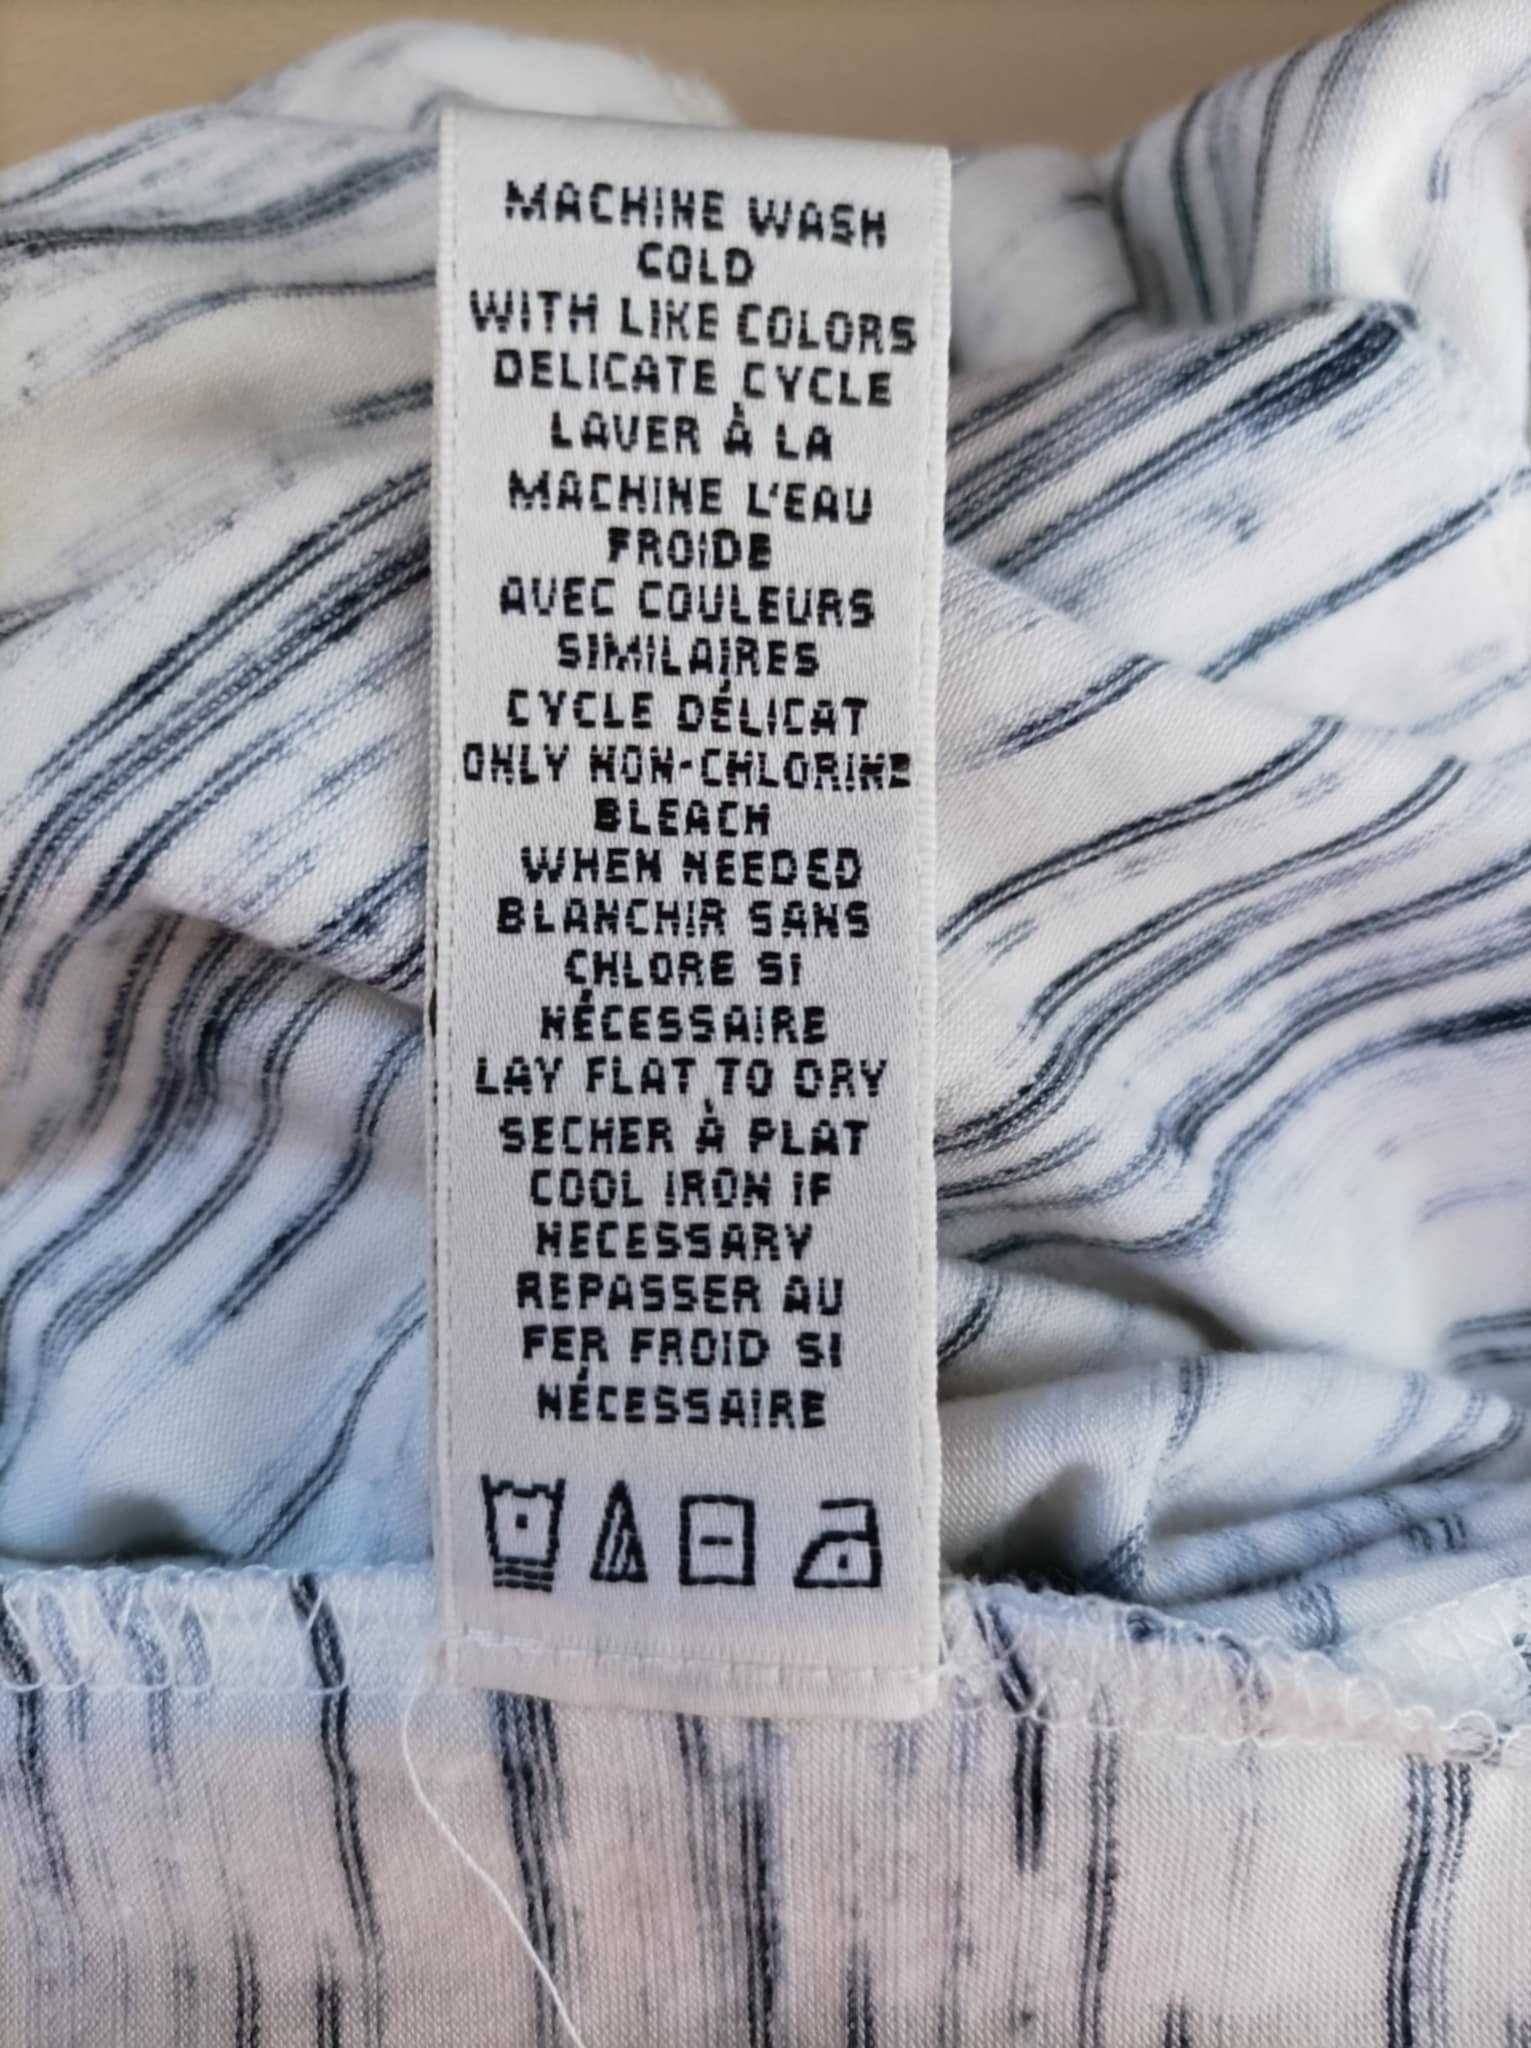 MACHINE WASH
COLD
WITH LIKE COLORS
DELICATE CYCLE
LAVER À LA
MACHINE L'EAU
FROIDE
AVEC COULEURS
SIMILAIRES
CYCLE DÉLICAT
ONLY NON-CHLORINE
BLEACH
WHEN NEEDED
BLANCHIR SANS
CHLORE SI
NÉCESSAIRE
LAY FLAT TO DRY
SECHER À PLAT
COOL IRON IF
NECESSARY
REPASSER AU
FER FROID SI
NÉCESSAIRE